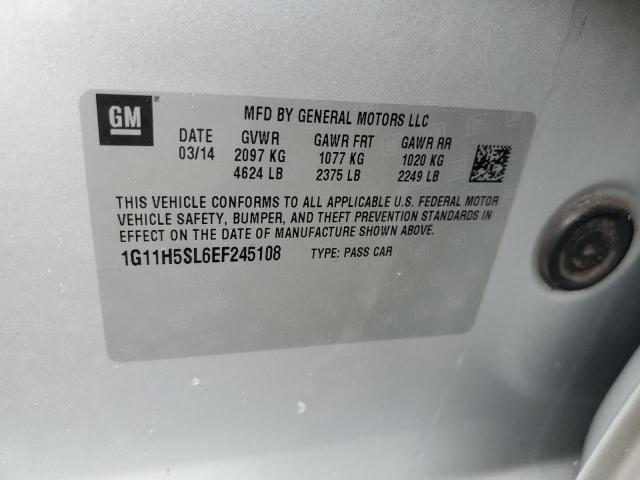 GM
MFD BY GENERAL MOTORS LLC
DATE GVWR GAWR FRT GAWR RR
03/14 2097 KG 1077 KG 1020 KG
4624 LB 2375 LB 2249 LB
THIS VEHICLE CONFORMS TO ALL APPLICABLE U.S. FEDERAL MOTOR
VEHICLE SAFETY, BUMPER, AND THEFT PREVENTION STANDARDS IN
EFFECT ON THE DATE OF MANUFACTURE SHOWN ABOVE.
1G11H5SL6EF245108 TYPE: PASS CAR